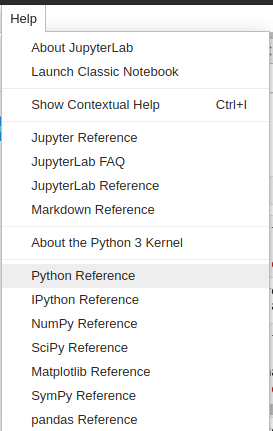 Help
About JupyterLab
Launch Classic Notebook
Show Contextual Help Ctrl+I
Jupyter Reference
JupyterLab FAQ
JupyterLab Reference
Markdown Reference
About the Python 3 Kernel
Python Reference
IPython Reference
NumPy Reference
SciPy Reference
Matplotlib Reference
SymPy Reference
pandas Reference